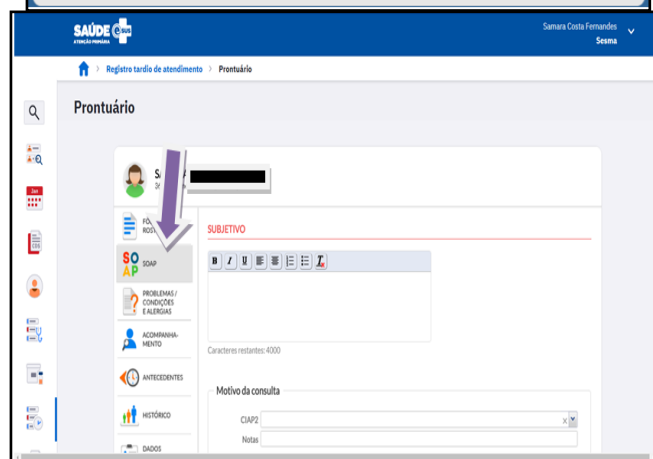 SAÚDE e sus
ATENÇÃO PRIMÁRIA
Samara Costa Fernandes
Sesma
Registro tardio de atendimento > Prontuário
Prontuário
SUBJETIVO
SOAP SOAP
B I U
PROBLEMAS /
CONDIÇÕES
E ALERGIAS
ACOMPANHA-
MENTO
Caracteres restantes: 4000
ANTECEDENTES
Motivo da consulta
HISTÓRICO
CIAP2
Notas
DADOS